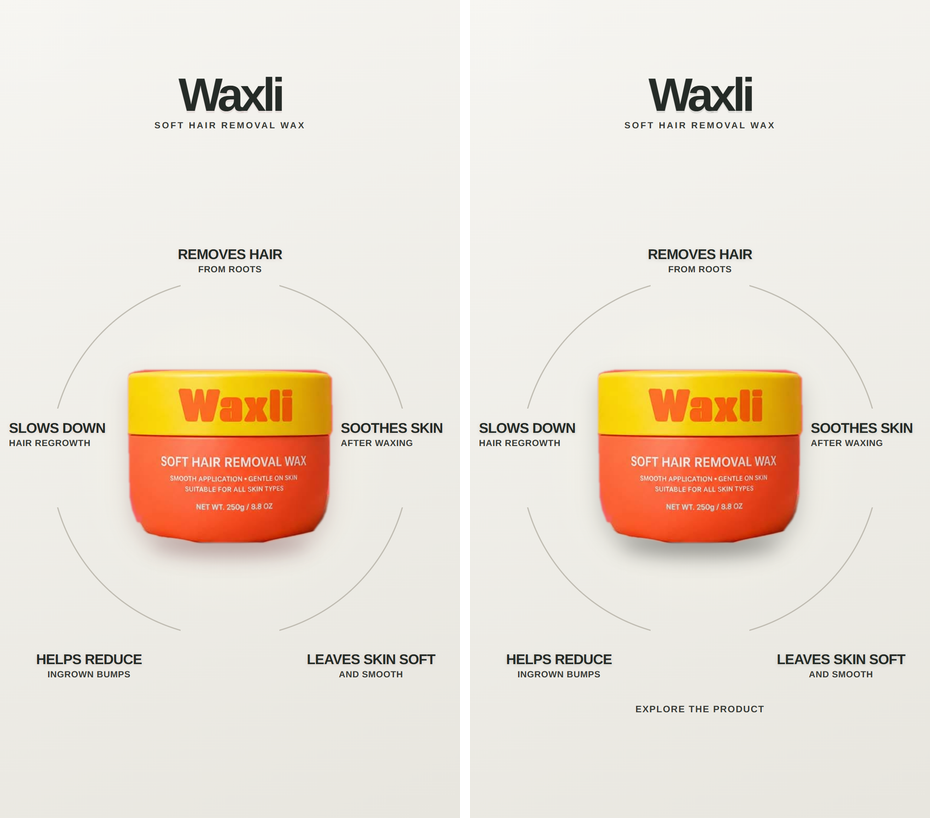 Waxli
SOFT HAIR REMOVAL WAX
REMOVES HAIR
FROM ROOTS
SLOWS DOWN
HAIR REGROWTH
Waxli
SOFT HAIR REMOVAL WAX
SMOOTH APPLICATION • GENTLE ON SKIN
SUITABLE FOR ALL SKIN TYPES
NET WT. 250g / 8.8 OZ
SOOTHES SKIN
AFTER WAXING
HELPS REDUCE
INGROWN BUMPS
LEAVES SKIN SOFT
AND SMOOTH
Waxli
SOFT HAIR REMOVAL WAX
REMOVES HAIR
FROM ROOTS
SLOWS DOWN
HAIR REGROWTH
Waxli
SOFT HAIR REMOVAL WAX
SMOOTH APPLICATION • GENTLE ON SKIN
SUITABLE FOR ALL SKIN TYPES
NET WT. 250g / 8.8 OZ
SOOTHES SKIN
AFTER WAXING
HELPS REDUCE
INGROWN BUMPS
LEAVES SKIN SOFT
AND SMOOTH
EXPLORE THE PRODUCT